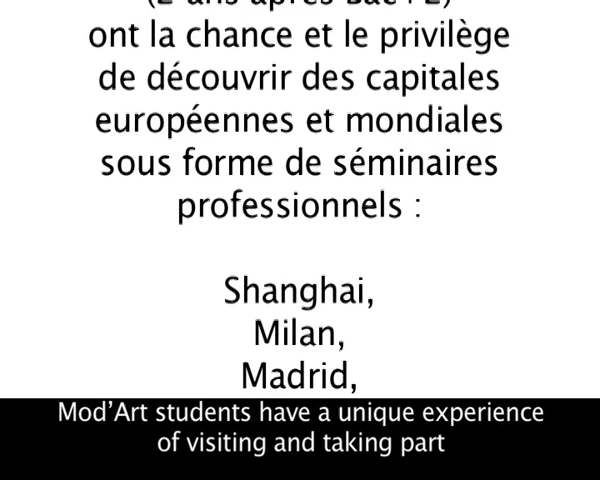 (2 ans après Bac+2)
ont la chance et le privilège
de découvrir des capitales
européennes et mondiales
sous forme de séminaires
professionnels :
Shanghai,
Milan,
Madrid,
Mod'Art students have a unique experience
of visiting and taking part